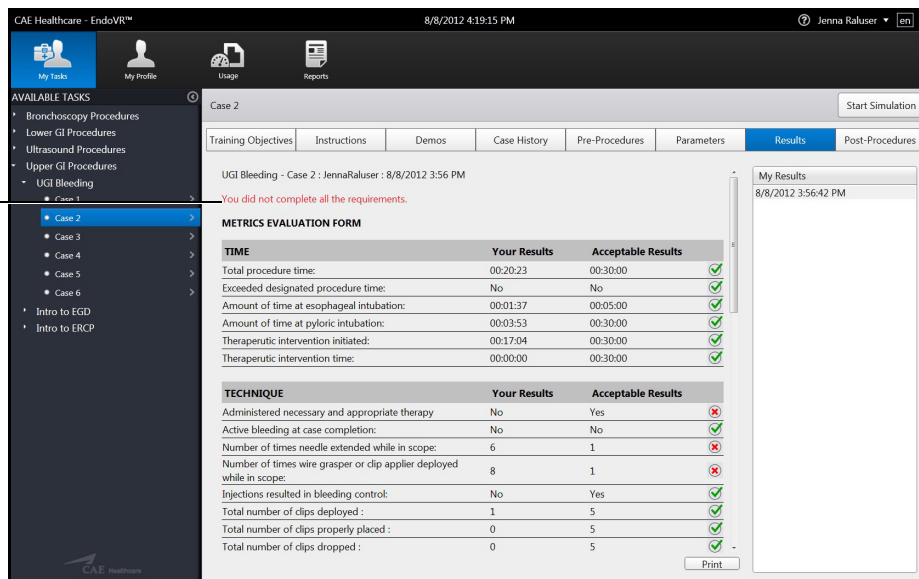 CAE Healthcare - EndoVR™ 8/8/2012 4:19:15 PM ? Jenna Raluser en
My Tasks My Profile Usage Reports
AVAILABLE TASKS
Bronchoscopy Procedures
Lower GI Procedures
Ultrasound Procedures
Upper GI Procedures
UGI Bleeding
Case 1
Case 2
Case 3
Case 4
Case 5
Case 6
Intro to EGD
Intro to ERCP
CAE Healthcare
Case 2 Start Simulation
Training Objectives Instructions Demos Case History Pre-Procedures Parameters Results Post-Procedures
UGI Bleeding - Case 2 : JennaRaluser : 8/8/2012 3:56 PM
You did not complete all the requirements.
METRICS EVALUATION FORM
TIME Your Results Acceptable Results
Total procedure time: 00:20:23 00:30:00
Exceeded designated procedure time: No No
Amount of time at esophageal intubation: 00:01:37 00:05:00
Amount of time at pyloric intubation: 00:03:53 00:30:00
Theraperutic intervention initiated: 00:17:04 00:30:00
Theraperutic intervention time: 00:00:00 00:30:00
TECHNIQUE Your Results Acceptable Results
Administered necessary and appropriate therapy No Yes
Active bleeding at case completion: No No
Number of times needle extended while in scope: 6 1
Number of times wire grasper or clip applier deployed
while in scope: 8 1
Injections resulted in bleeding control: No Yes
Total number of clips deployed : 1 5
Total number of clips properly placed : 0 5
Total number of clips dropped : 0 5
Print
My Results
8/8/2012 3:56:42 PM